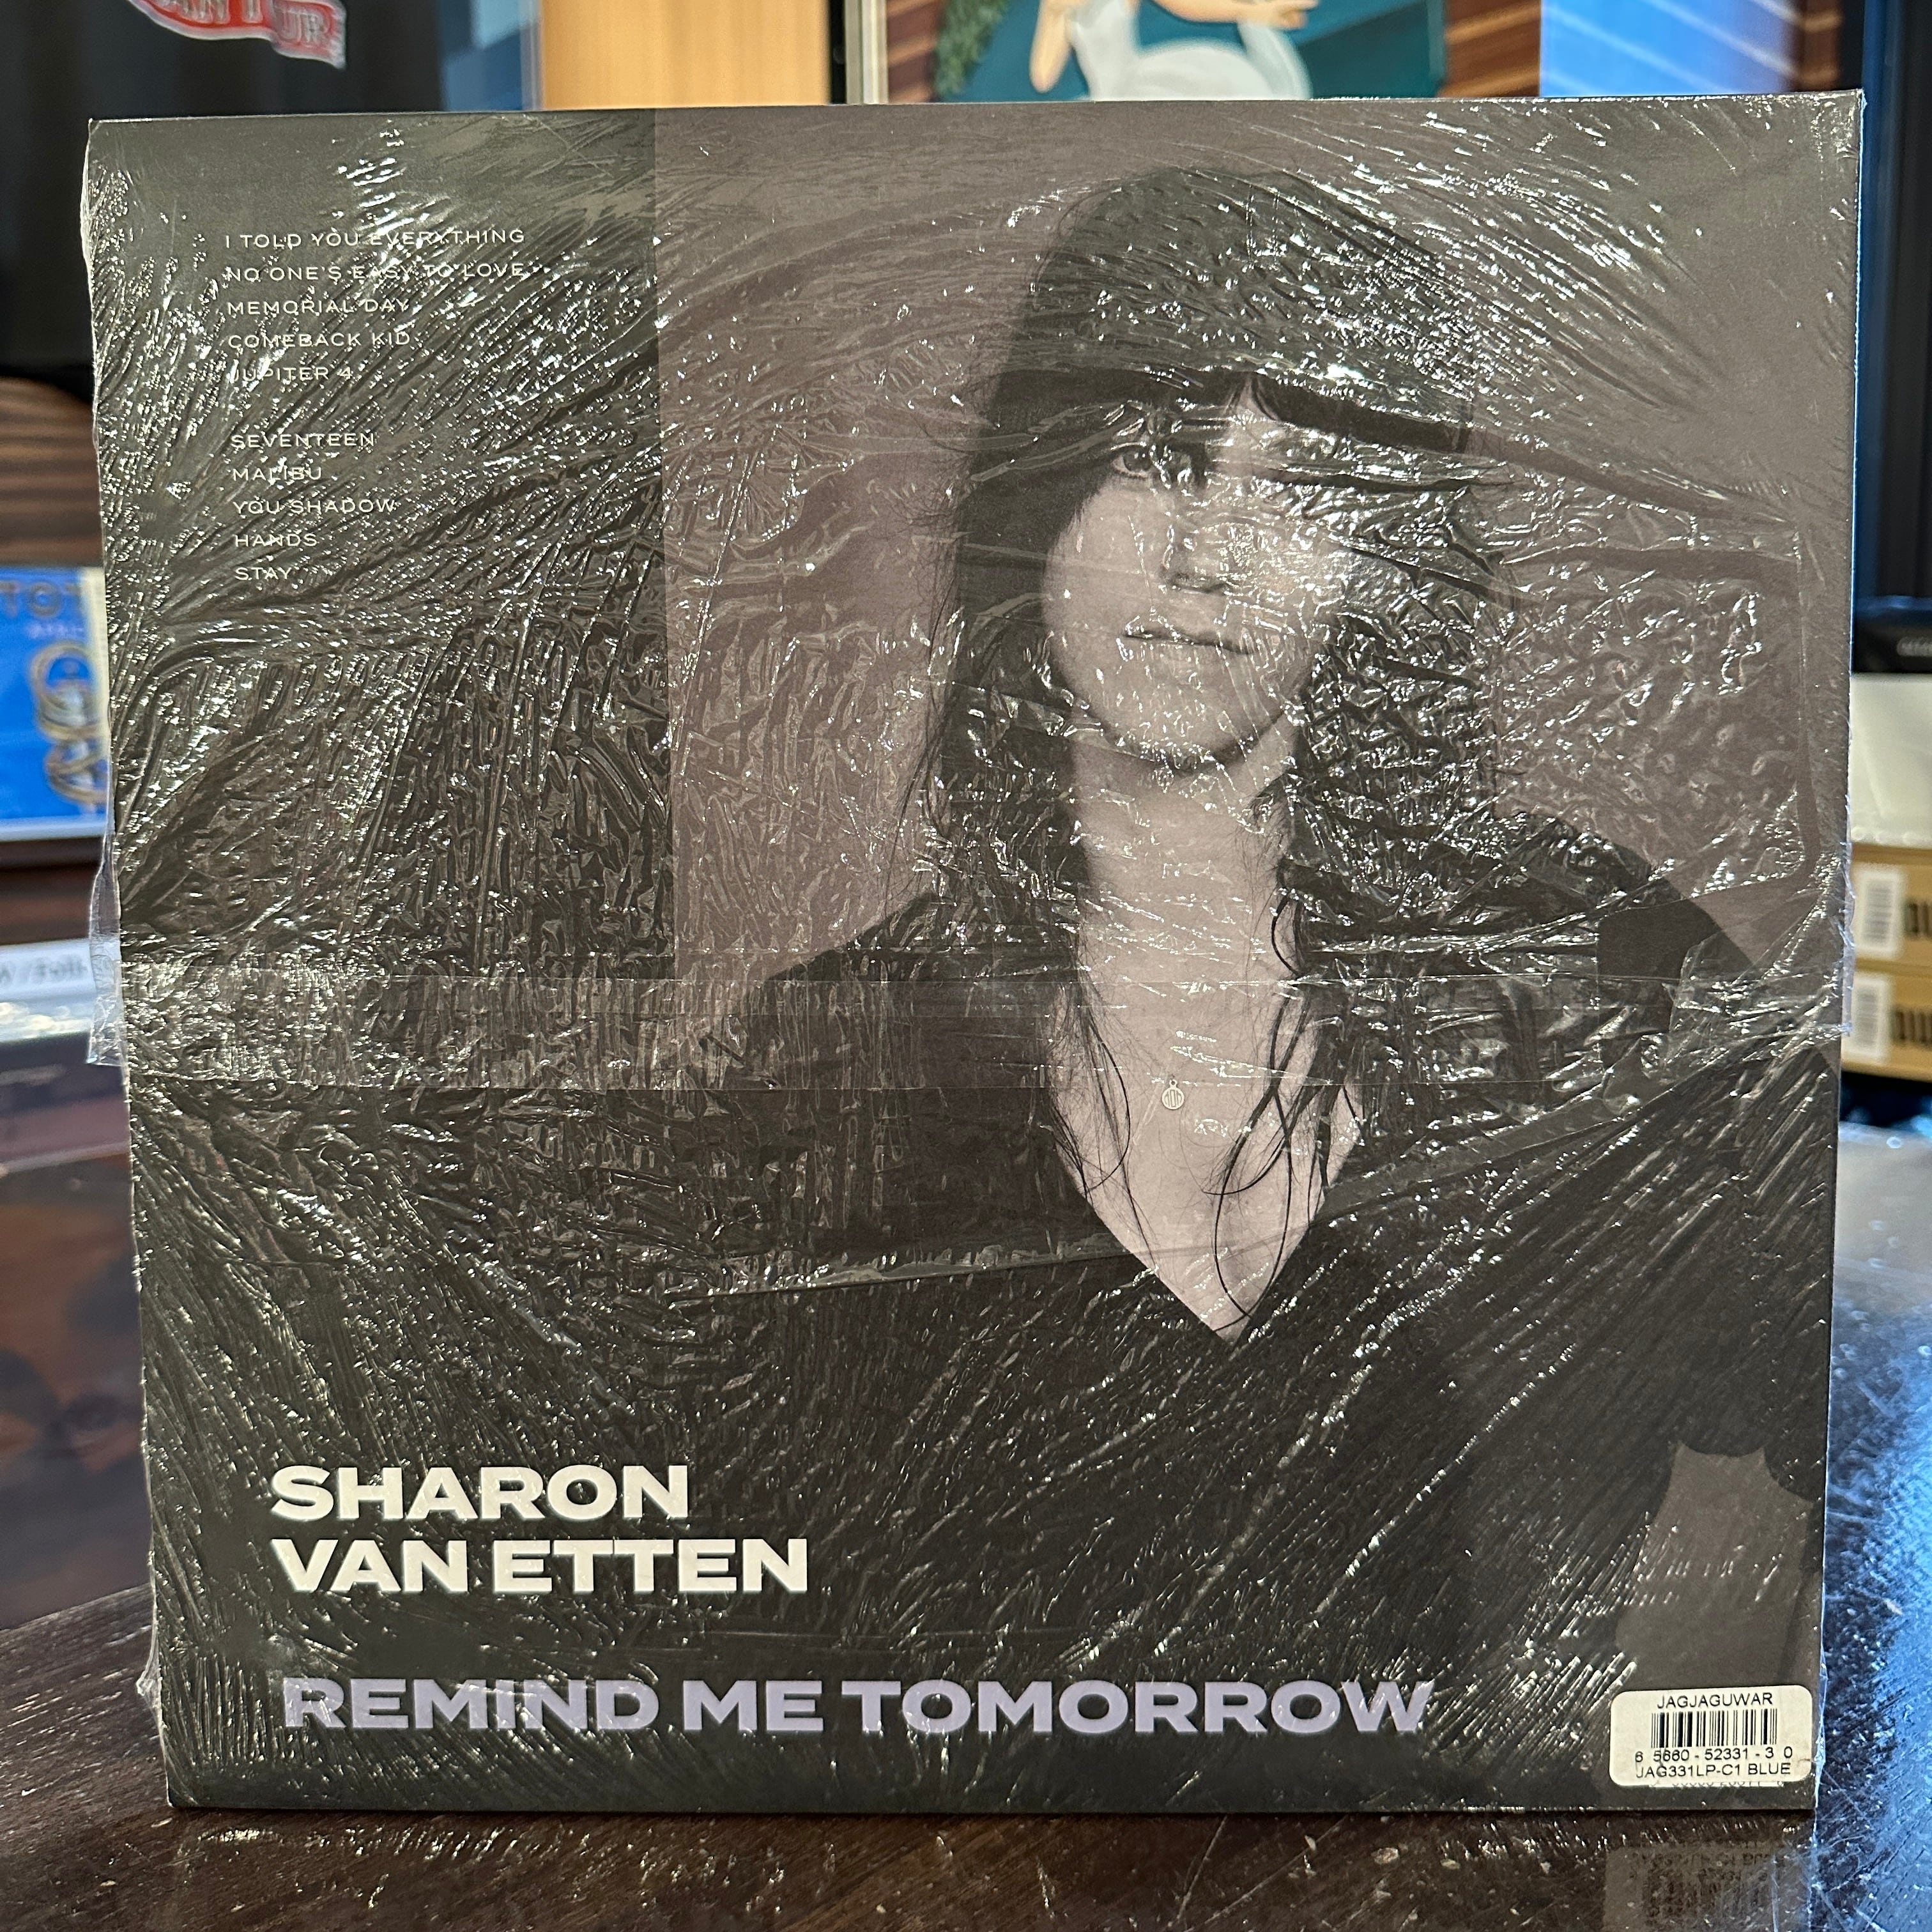 I TOLD YOU EVERYTHING
NO ONE'S EASY TO LOVE
MEMORIAL DAY
COMEBACK KID
JUPITER 4
SEVENTEEN
MALIBU
YOU SHADOW
HANDS
STAY
SHARON
VAN ETTEN
REMIND ME TOMORROW
JAGJAGUWAR
6 5660 - 52331 - 3 0
JAG331LP-C1 BLUE